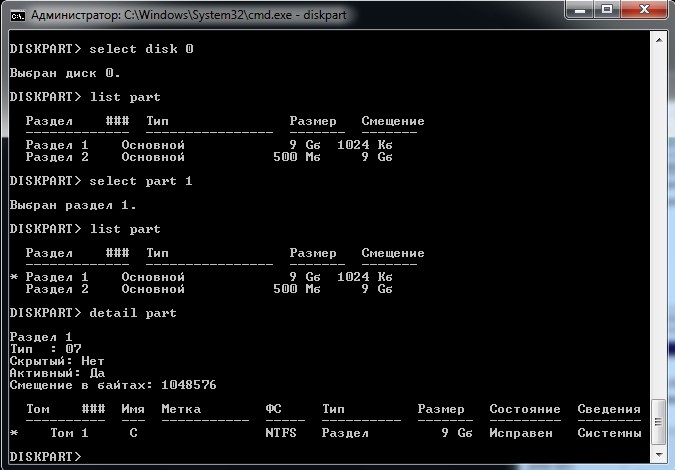 Администратор: C:\Windows\System32\cmd.exe - diskpart
DISKPART> select disk 0
Выбран диск 0.
DISKPART> list part
Раздел ### Тип Размер Смещение
------------- ---------------- ------- -------
Раздел 1 Основной 9 Gб 1024 Kб
Раздел 2 Основной 500 Mб 9 Gб
DISKPART> select part 1
Выбран раздел 1.
DISKPART> list part
Раздел ### Тип Размер Смещение
------------- ---------------- ------- -------
* Раздел 1 Основной 9 Gб 1024 Kб
Раздел 2 Основной 500 Mб 9 Gб
DISKPART> detail part
Раздел 1
Тип : 07
Скрытый: Нет
Активный: Да
Смещение в байтах: 1048576
Том ### Имя Метка ФС Тип Размер Состояние Сведения
---------- --- ----------- ----- ---------- ------- --------- --------
* Том 1 C NTFS Раздел 9 Gб Исправен Системны
DISKPART>